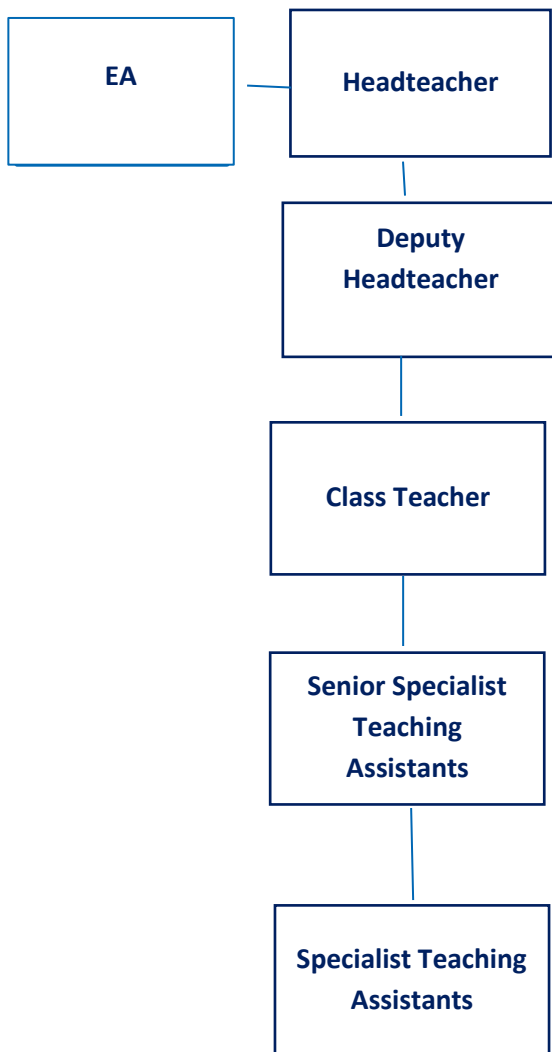 EA
Headteacher
Deputy
Headteacher
Class Teacher
Senior Specialist
Teaching
Assistants
Specialist Teaching
Assistants